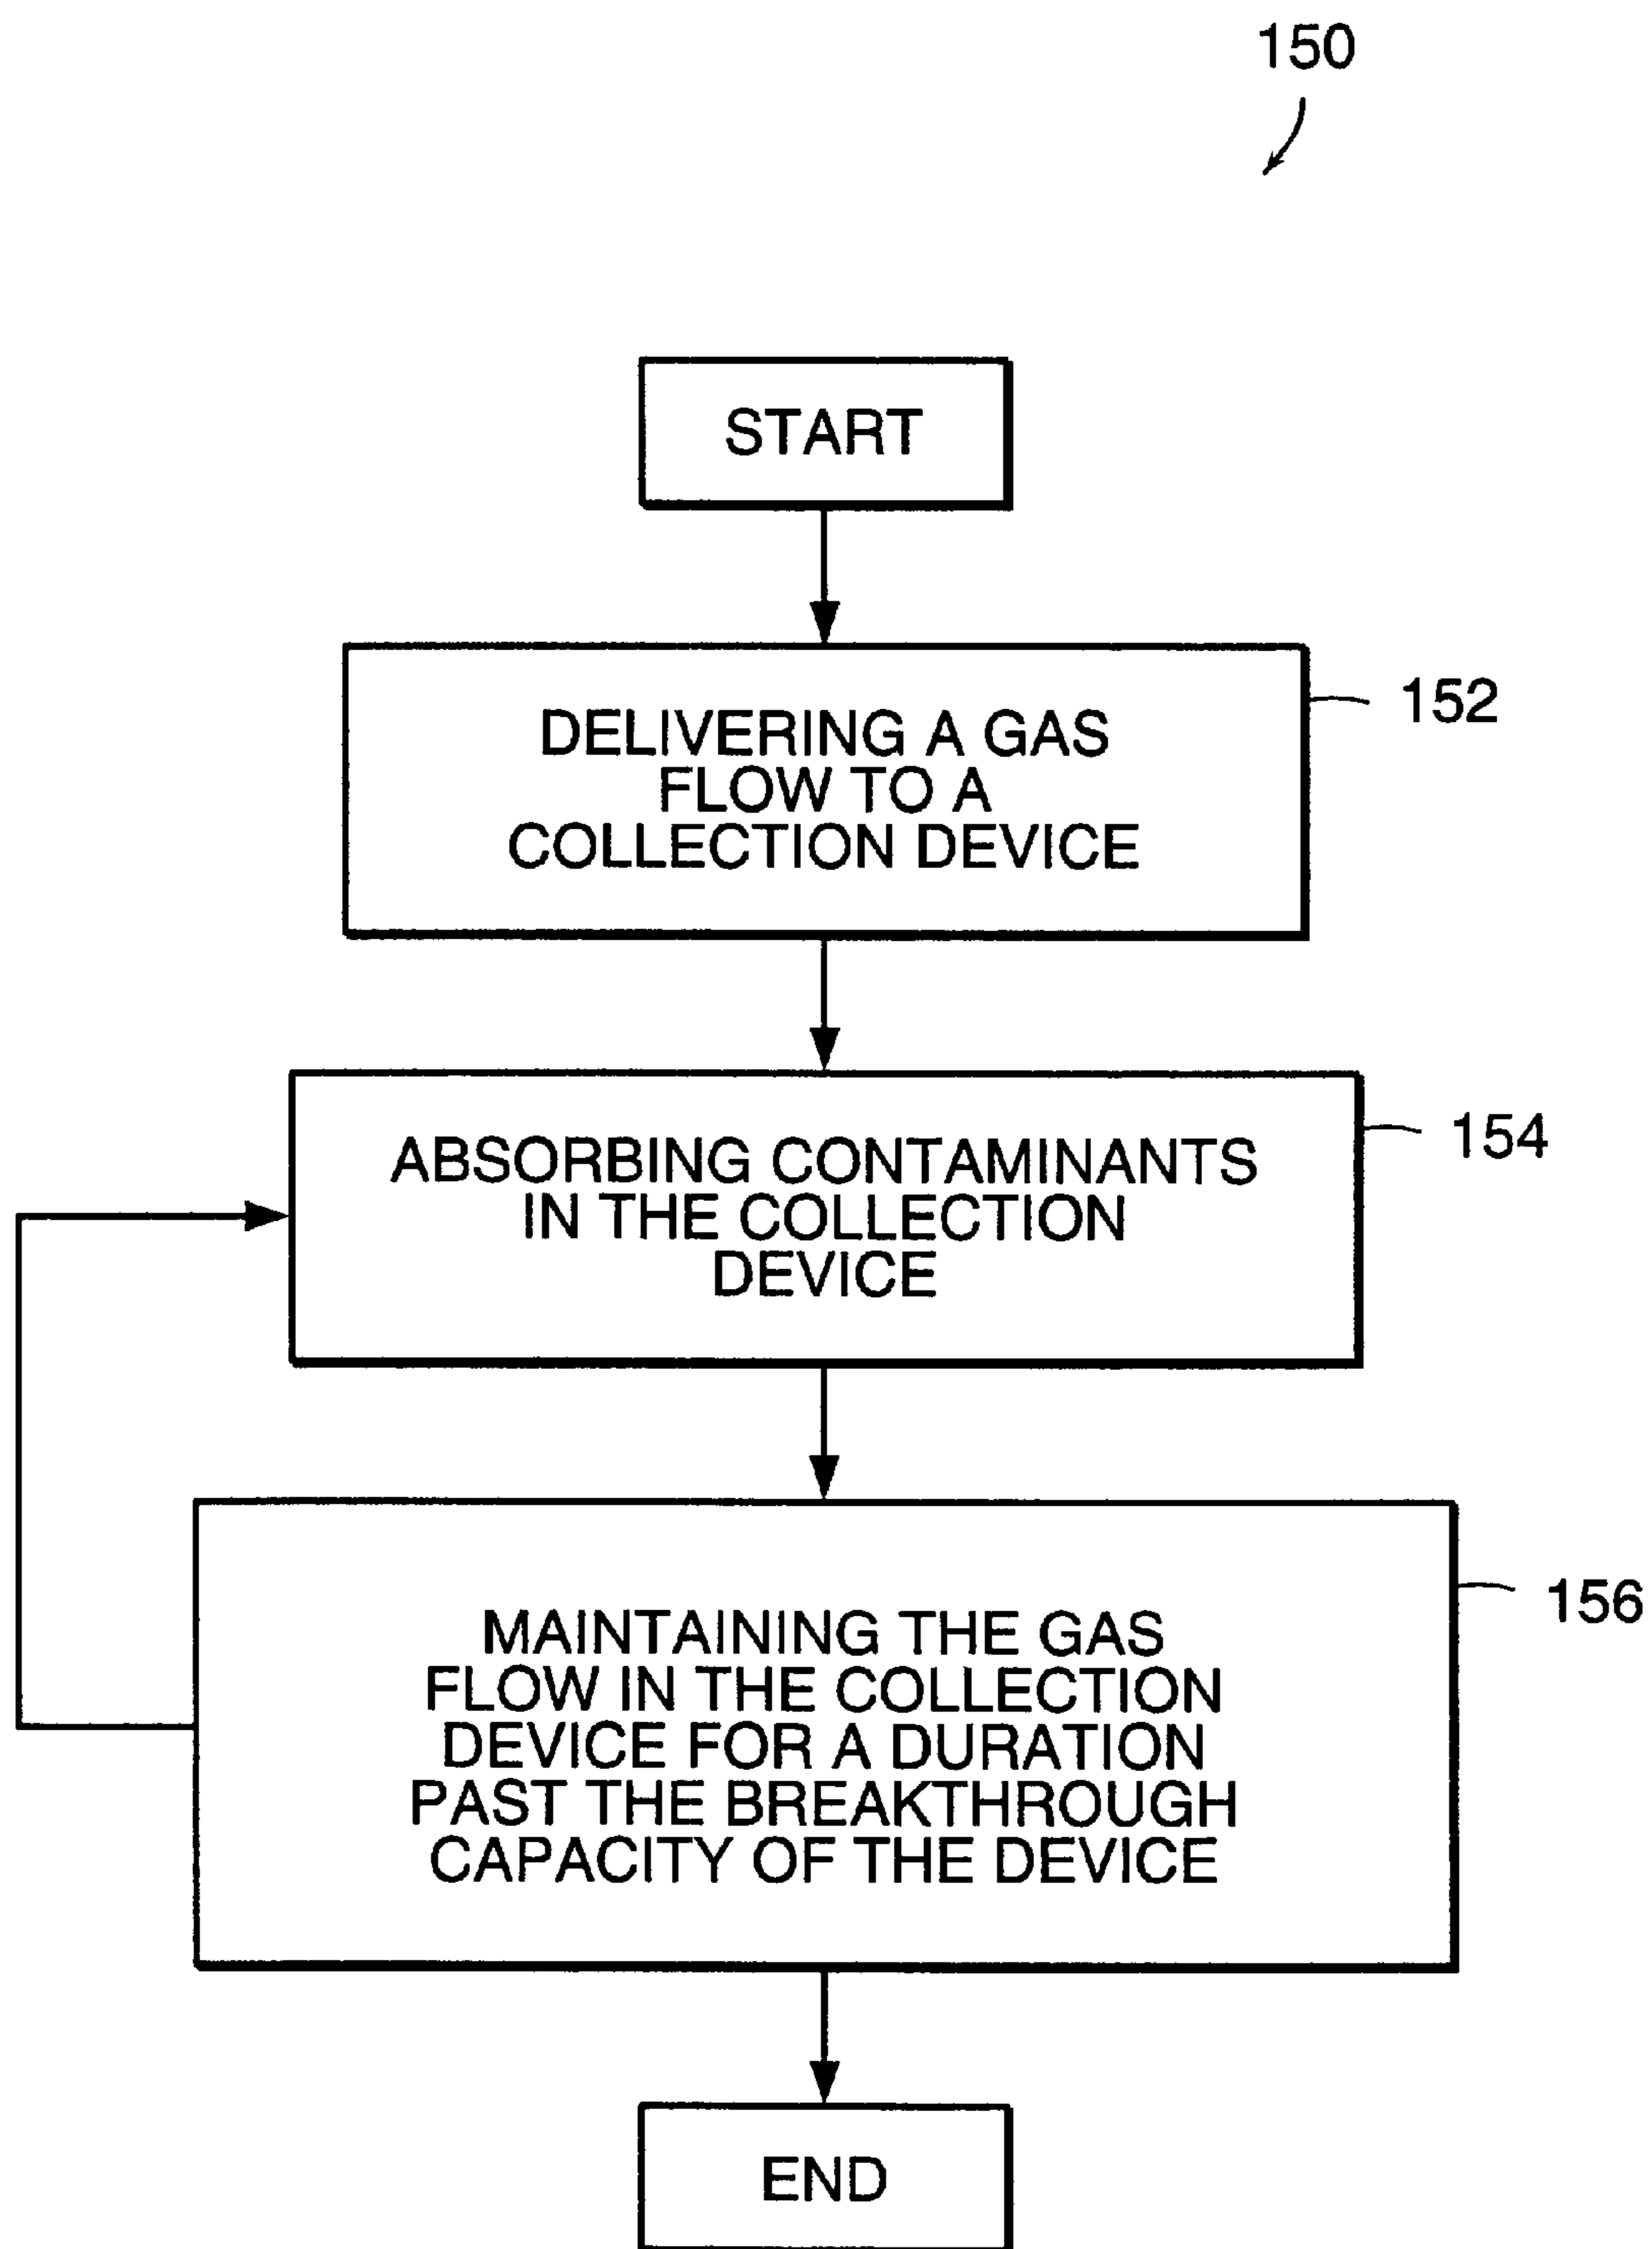 150
START
DELIVERING A GAS
FLOW TO A
COLLECTION DEVICE
152
ABSORBING CONTAMINANTS
IN THE COLLECTION
DEVICE
154
MAINTAINING THE GAS
FLOW IN THE COLLECTION
DEVICE FOR A DURATION
PAST THE BREAKTHROUGH
CAPACITY OF THE DEVICE
156
END